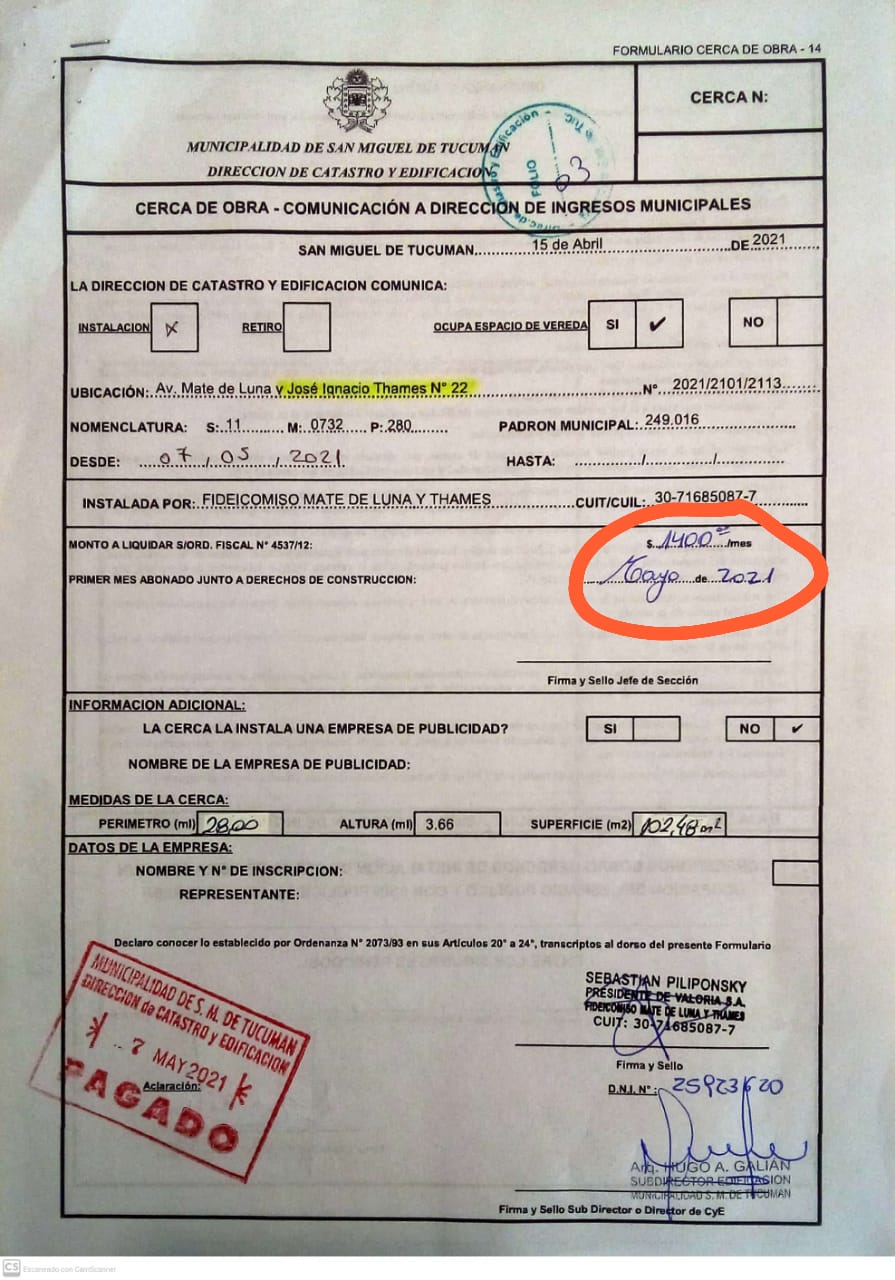 FORMULARIO CERCA DE OBRA - 14
CERCA N:
MUNICIPALIDAD DE SAN MIGUEL DE TUCUMAN
DIRECCION DE CATASTRO Y EDIFICACION
FOLIO 63
CERCA DE OBRA - COMUNICACIÓN A DIRECCIÓN DE INGRESOS MUNICIPALES
SAN MIGUEL DE TUCUMAN, 15 de Abril DE 2021
LA DIRECCION DE CATASTRO Y EDIFICACION COMUNICA:
INSTALACION X RETIRO OCUPA ESPACIO DE VEREDA SI ✔ NO
UBICACIÓN: Av. Mate de Luna y José Ignacio Thames N° 22 N° 2021/2101/2113
NOMENCLATURA: S: 11 M: 0732 P: 280 PADRON MUNICIPAL: 249.016
DESDE: 07 / 05 / 2021 HASTA: / /
INSTALADA POR: FIDEICOMISO MATE DE LUNA Y THAMES CUIT/CUIL: 30-71685087-7
MONTO A LIQUIDAR S/ORD. FISCAL N° 4537/12: $ 1400 /mes
PRIMER MES ABONADO JUNTO A DERECHOS DE CONSTRUCCION: Mayo de 2021
Firma y Sello Jefe de Sección
INFORMACION ADICIONAL:
LA CERCA LA INSTALA UNA EMPRESA DE PUBLICIDAD? SI NO ✔
NOMBRE DE LA EMPRESA DE PUBLICIDAD:
MEDIDAS DE LA CERCA:
PERIMETRO (ml) 28,00 ALTURA (ml) 3.66 SUPERFICIE (m2) 102,48 m2
DATOS DE LA EMPRESA:
NOMBRE Y N° DE INSCRIPCION:
REPRESENTANTE:
Declaro conocer lo establecido por Ordenanza N° 2073/93 en sus Artículos 20° a 24°, transcriptos al dorso del presente Formulario
MUNICIPALIDAD DE S. M. DE TUCUMAN
DIRECCION de CATASTRO y EDIFICACION
7 MAY 2021
PAGADO
Aclaración:
SEBASTIAN PILIPONSKY
PRESIDENTE DE VALORIA S.A.
FIDEICOMISO MATE DE LUNA Y THAMES
CUIT: 30-71685087-7
Firma y Sello
D.N.I. N°: 25923620
Arq. HUGO A. GALIÁN
SUBDIRECTOR EDIFICACION
MUNICIPALIDAD S. M. DE TUCUMAN
Firma y Sello Sub Director o Director de CyE
CS Escaneado con CamScanner